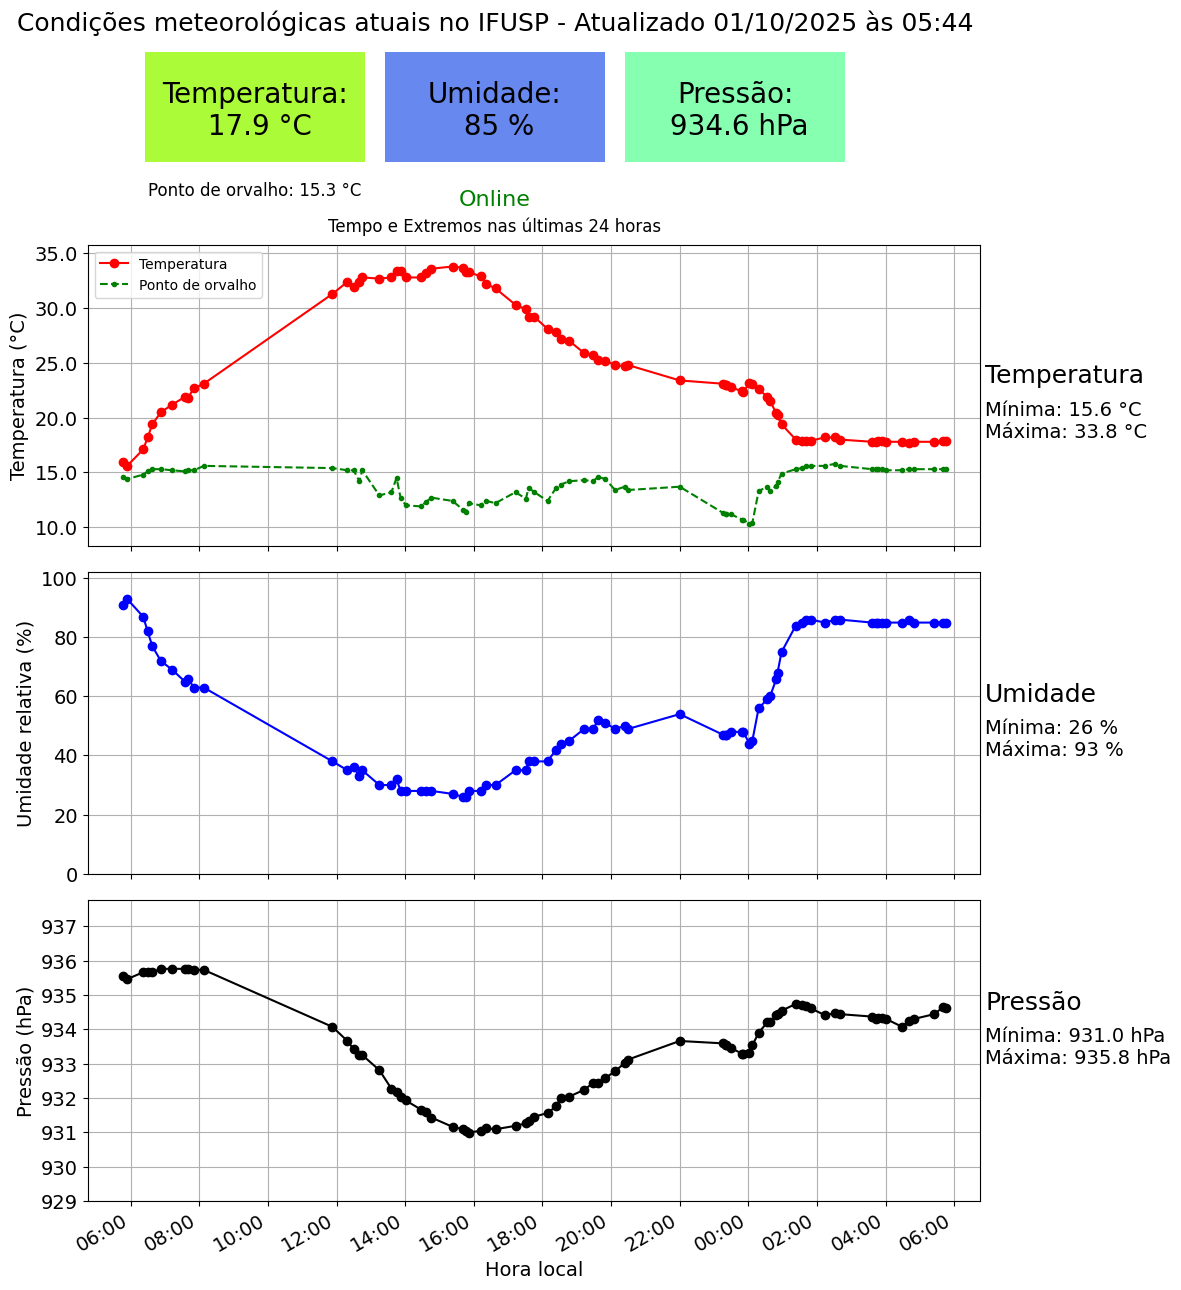 Condições meteorológicas atuais no IFUSP - Atualizado 01/10/2025 às 05:44
Temperatura:
17.9 °C
Umidade:
85 %
Pressão:
934.6 hPa
Ponto de orvalho: 15.3 °C
Online
Tempo e Extremos nas últimas 24 horas
Temperatura
Ponto de orvalho
Temperatura (°C)
35.0
30.0
25.0
20.0
15.0
10.0
Temperatura
Mínima: 15.6 °C
Máxima: 33.8 °C
Umidade relativa (%)
100
80
60
40
20
0
Umidade
Mínima: 26 %
Máxima: 93 %
Pressão (hPa)
937
936
935
934
933
932
931
930
929
Pressão
Mínima: 931.0 hPa
Máxima: 935.8 hPa
06:00
08:00
10:00
12:00
14:00
16:00
18:00
20:00
22:00
00:00
02:00
04:00
06:00
Hora local